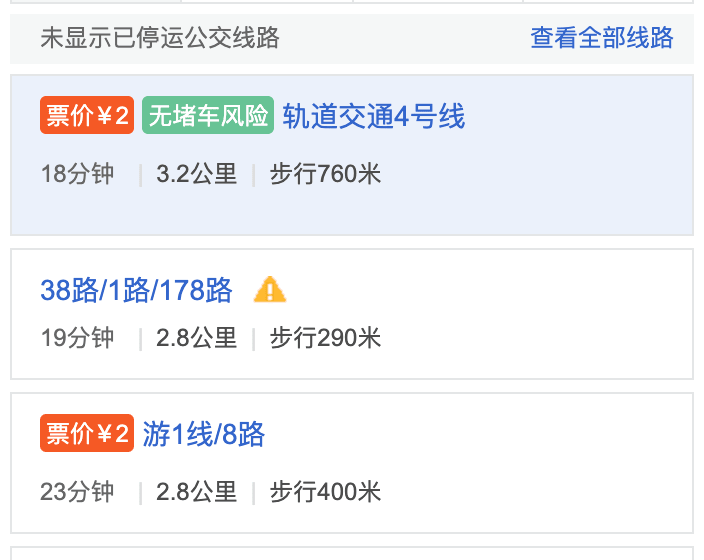 未显示已停运公交线路 查看全部线路
票价￥2 无堵车风险 轨道交通4号线
18分钟 | 3.2公里 | 步行760米
38路/1路/178路
19分钟 | 2.8公里 | 步行290米
票价￥2 游1线/8路
23分钟 | 2.8公里 | 步行400米